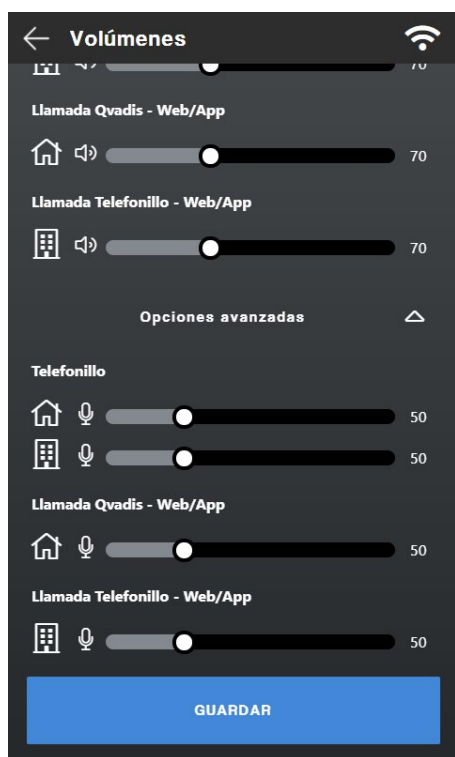 Volúmenes
70
Llamada Qvadis - Web/App
70
Llamada Telefonillo - Web/App
70
Opciones avanzadas
Telefonillo
50
50
Llamada Qvadis - Web/App
50
Llamada Telefonillo - Web/App
50
GUARDAR